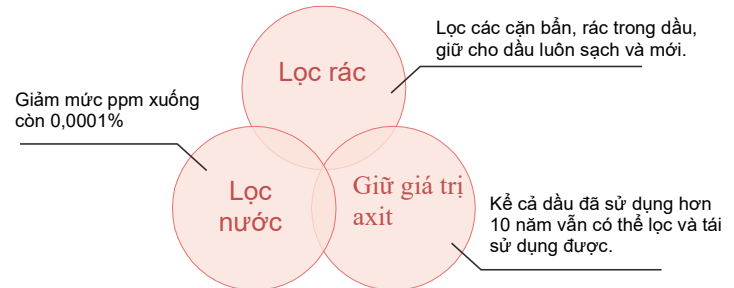 Lọc các cặn bẩn, rác trong dầu,
giữ cho dầu luôn sạch và mới.
Lọc rác
Giảm mức ppm xuống
còn 0,0001%
Lọc
nước
Giữ giá trị
axit
Kể cả dầu đã sử dụng hơn
10 năm vẫn có thể lọc và tái
sử dụng được.